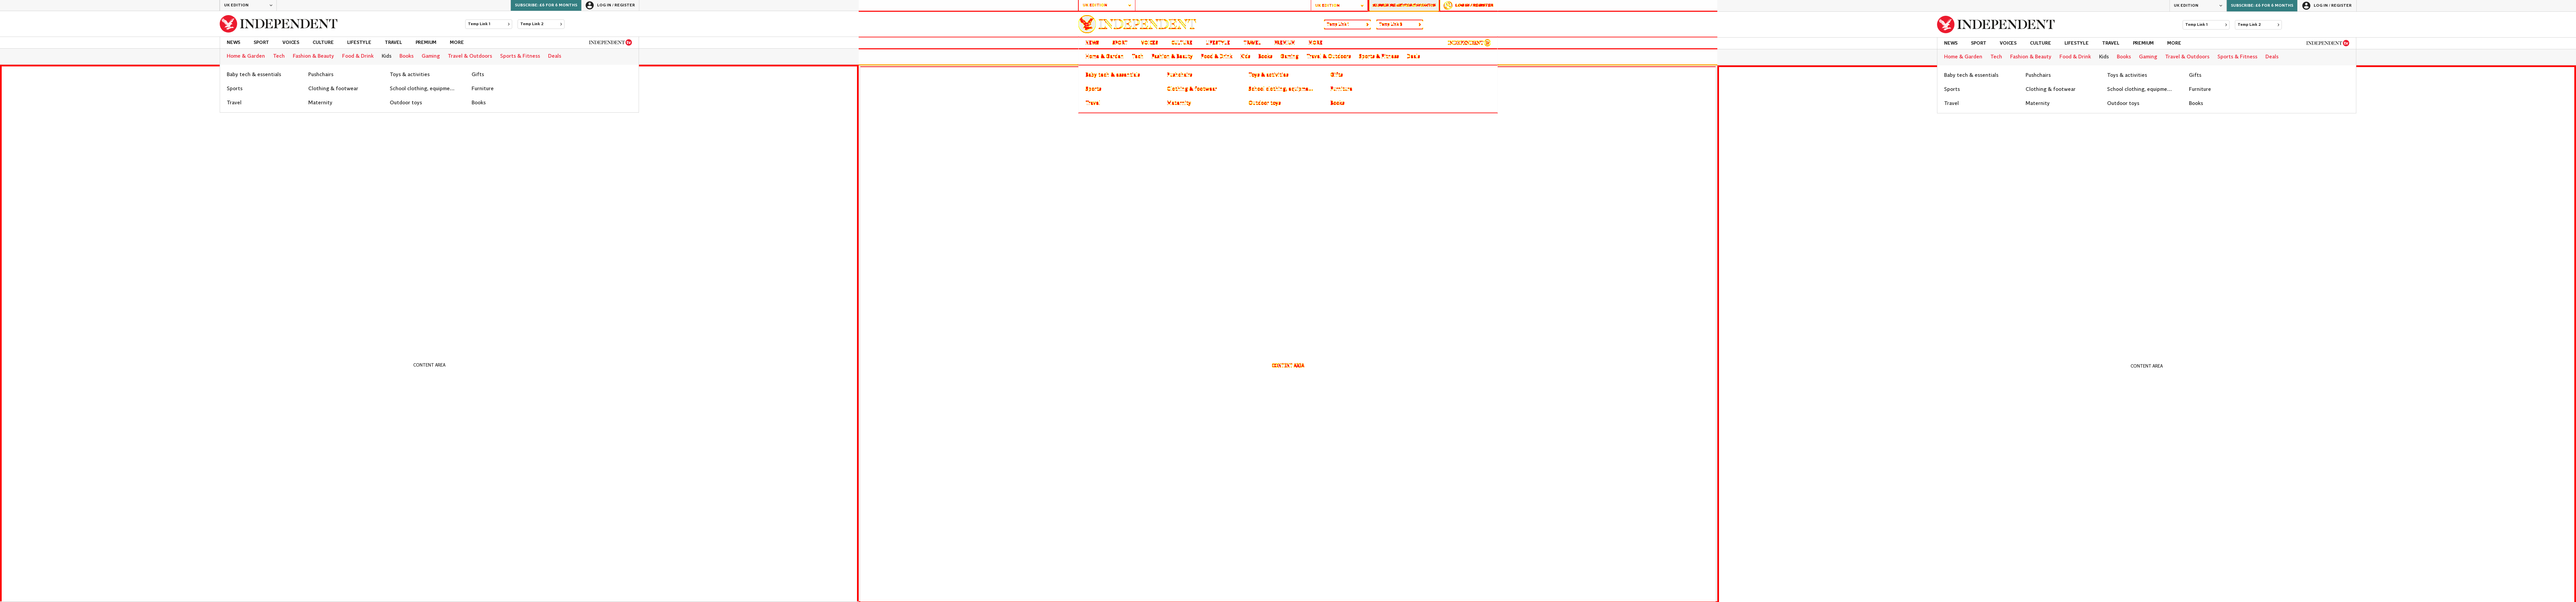 UK EDITION SUBSCRIBE: £6 FOR 6 MONTHS LOG IN / REGISTER
INDEPENDENT Temp Link 1 Temp Link 2
NEWS SPORT VOICES CULTURE LIFESTYLE TRAVEL PREMIUM MORE INDEPENDENT
Home & Garden Tech Fashion & Beauty Food & Drink Kids Books Gaming Travel & Outdoors Sports & Fitness Deals
Baby tech & essentials Pushchairs Toys & activities Gifts
Sports Clothing & footwear School clothing, equipme... Furniture
Travel Maternity Outdoor toys Books
CONTENT AREA
UK EDITION UK EDITION LOG IN / REGISTER
INDEPENDENT Temp Link
NEWS SPORT VOICES CULTURE LIFESTYLE TRAVEL PREMIUM MORE INDEPENDENT
Home & Garden Tech Fashion & Beauty Food & Drink Kids Books Gaming Travel & Outdoors Sports & Fitness Deals
Baby tech & essentials Pushchairs Toys & activities Gifts
Sports Clothing & footwear School clothing, equipme... Furniture
Travel Maternity Outdoor toys Books
CONTENT AREA
UK EDITION SUBSCRIBE: £6 FOR 6 MONTHS LOG IN / REGISTER
INDEPENDENT Temp Link 1 Temp Link 2
NEWS SPORT VOICES CULTURE LIFESTYLE TRAVEL PREMIUM MORE INDEPENDENT
Home & Garden Tech Fashion & Beauty Food & Drink Kids Books Gaming Travel & Outdoors Sports & Fitness Deals
Baby tech & essentials Pushchairs Toys & activities Gifts
Sports Clothing & footwear School clothing, equipme... Furniture
Travel Maternity Outdoor toys Books
CONTENT AREA